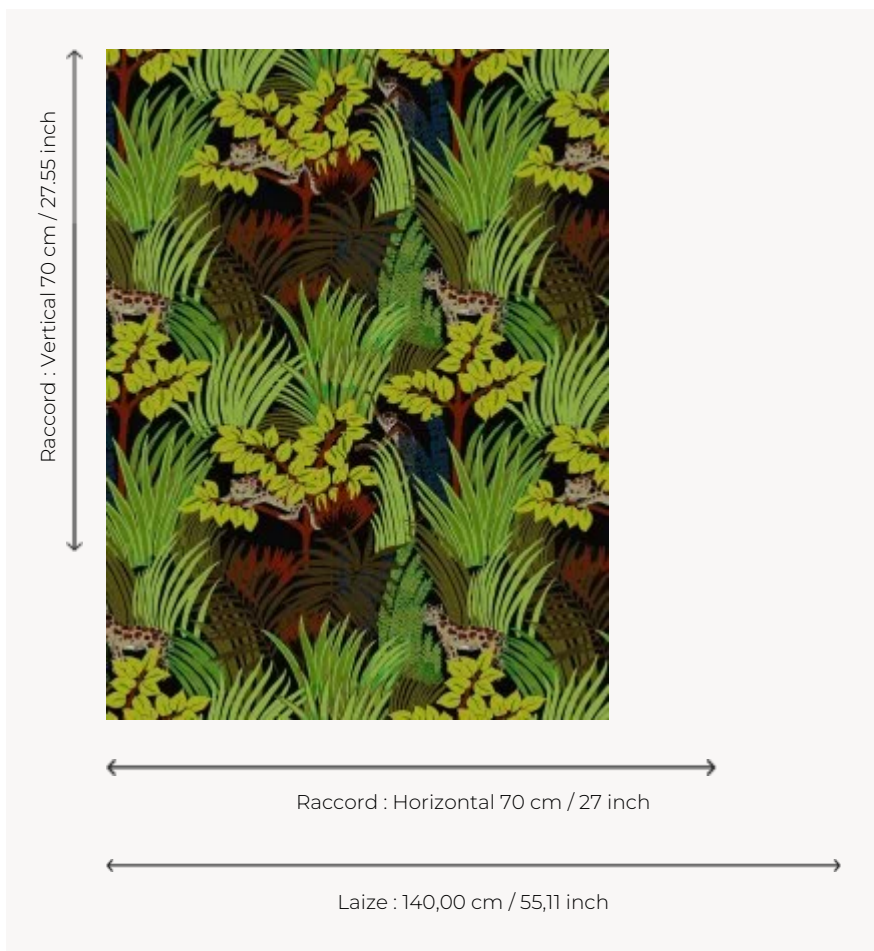 Raccord : Vertical 70 cm / 27.55 inch
Raccord : Horizontal 70 cm / 27 inch
Laize : 140,00 cm / 55,11 inch